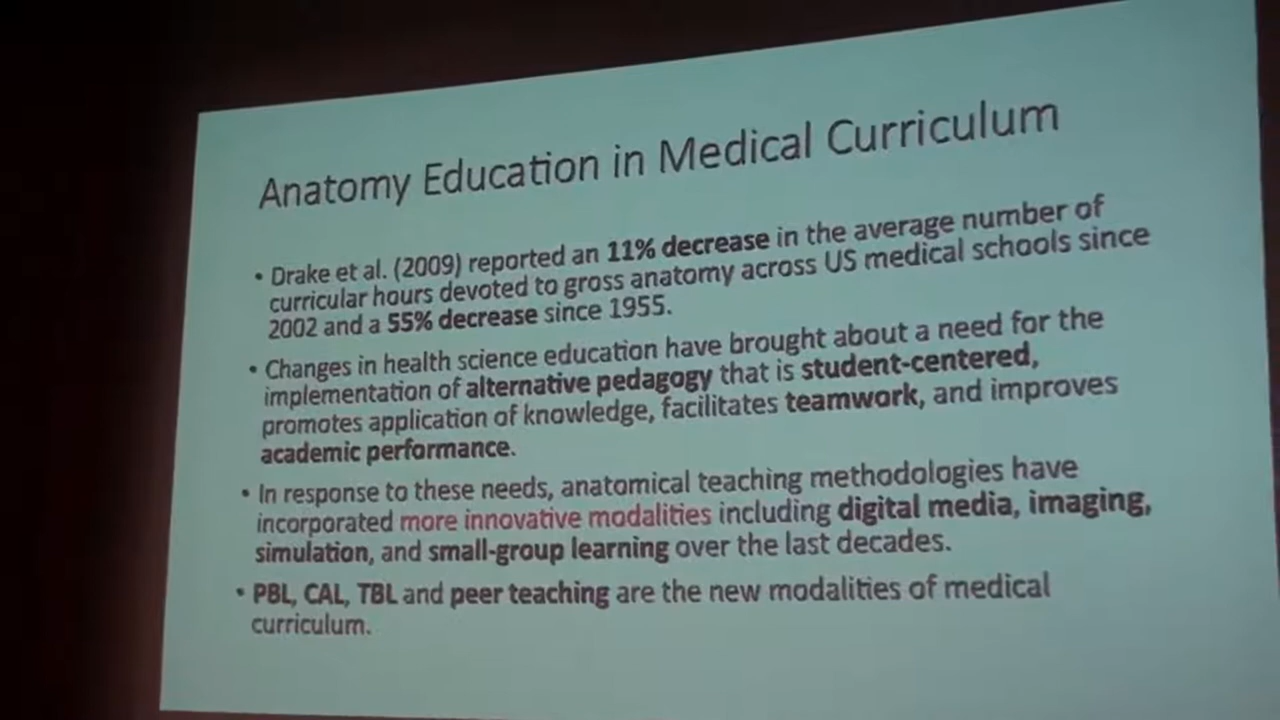 Anatomy Education in Medical Curriculum
• Drake et al. (2009) reported an 11% decrease in the average number of
curricular hours devoted to gross anatomy across US medical schools since
2002 and a 55% decrease since 1955.
• Changes in health science education have brought about a need for the
implementation of alternative pedagogy that is student-centered,
promotes application of knowledge, facilitates teamwork, and improves
academic performance.
• In response to these needs, anatomical teaching methodologies have
incorporated more innovative modalities including digital media, imaging,
simulation, and small-group learning over the last decades.
• PBL, CAL, TBL and peer teaching are the new modalities of medical
curriculum.